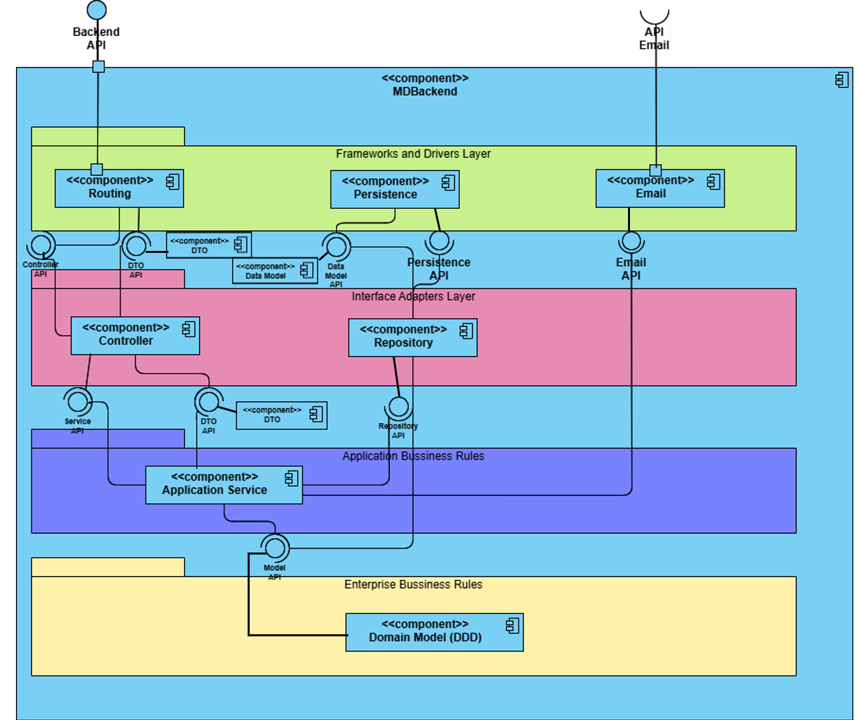 Backend
API
API
Email
<<component>>
MDBackend
Frameworks and Drivers Layer
<<component>>
Routing
<<component>>
Persistence
<<component>>
Email
Controller
API
DTO
API
<<component>>
DTO
<<component>>
Data Model
Data
Model
API
Persistence
API
Email
API
Interface Adapters Layer
<<component>>
Controller
<<component>>
Repository
Service
API
DTO
API
<<component>>
DTO
Repository
API
Application Bussiness Rules
<<component>>
Application Service
Model
API
Enterprise Bussiness Rules
<<component>>
Domain Model (DDD)